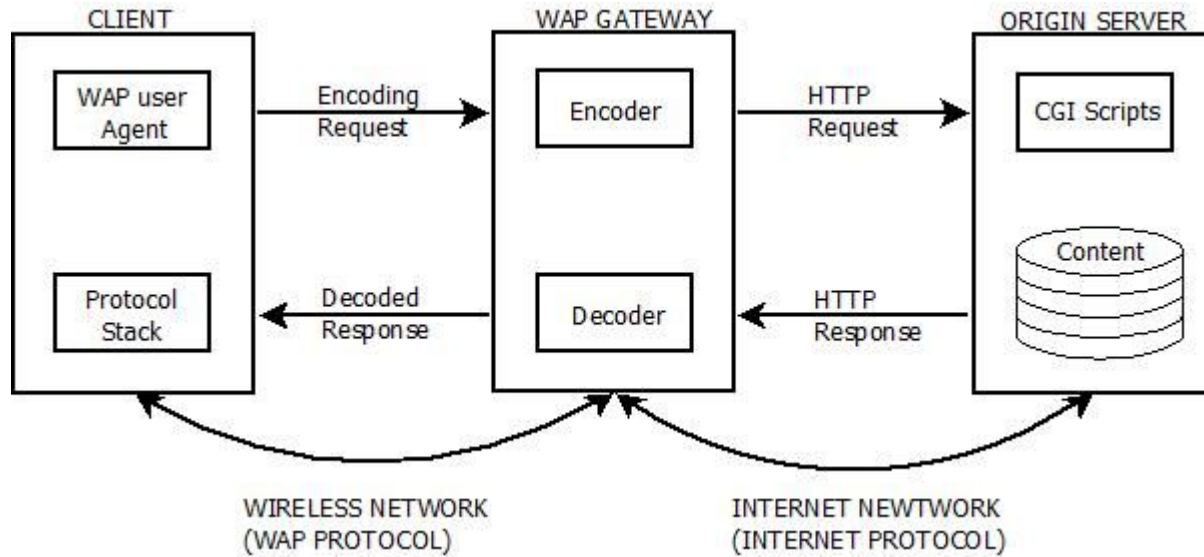 CLIENT
WAP GATEWAY
ORIGIN SERVER
WAP user
Agent
Encoding
Request
Encoder
HTTP
Request
CGI Scripts
Protocol
Stack
Decoded
Response
Decoder
HTTP
Response
Content
WIRELESS NETWORK
(WAP PROTOCOL)
INTERNET NEWTWORK
(INTERNET PROTOCOL)